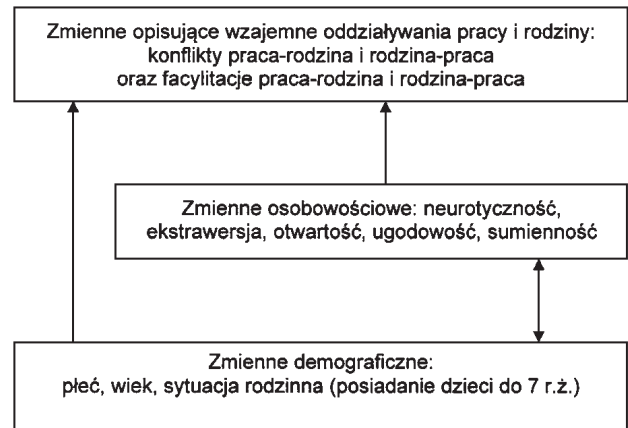 Zmienne opisujące wzajemne oddziaływania pracy i rodziny:
konflikty praca-rodzina i rodzina-praca
oraz facylitacje praca-rodzina i rodzina-praca
Zmienne osobowościowe: neurotyczność,
ekstrawersja, otwartość, ugodowość, sumienność
Zmienne demograficzne:
płeć, wiek, sytuacja rodzinna (posiadanie dzieci do 7 r.ż.)